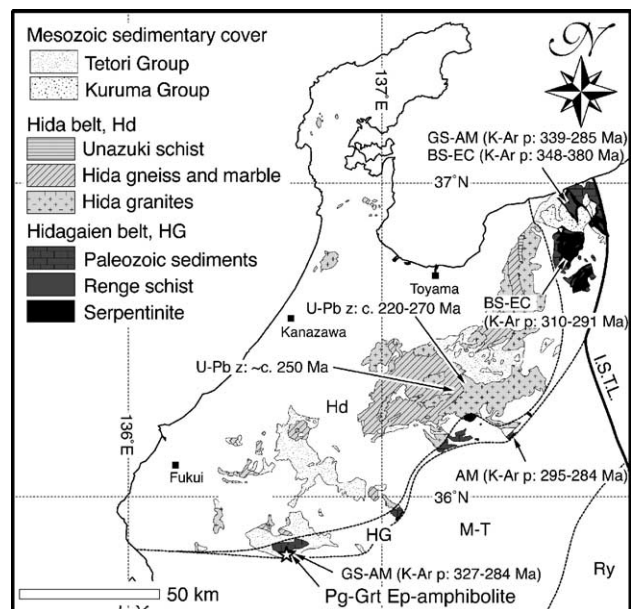 Mesozoic sedimentary cover
Tetori Group
Kuruma Group
Hida belt, Hd
Unazuki schist
Hida gneiss and marble
Hida granites
Hidagaien belt, HG
Paleozoic sediments
Renge schist
Serpentinite
137°E
N
GS-AM (K-Ar p: 339-285 Ma)
BS-EC (K-Ar p: 348-380 Ma)
37°N
Toyama
U-Pb z: c. 220-270 Ma
Kanazawa
BS-EC
(K-Ar p: 310-291 Ma)
U-Pb z: ~c. 250 Ma
I.S.T.L.
Hd
136°E
Fukui
AM (K-Ar p: 295-284 Ma)
36°N
M-T
HG
Ry
GS-AM (K-Ar p: 327-284 Ma)
50 km
Pg-Grt Ep-amphibolite